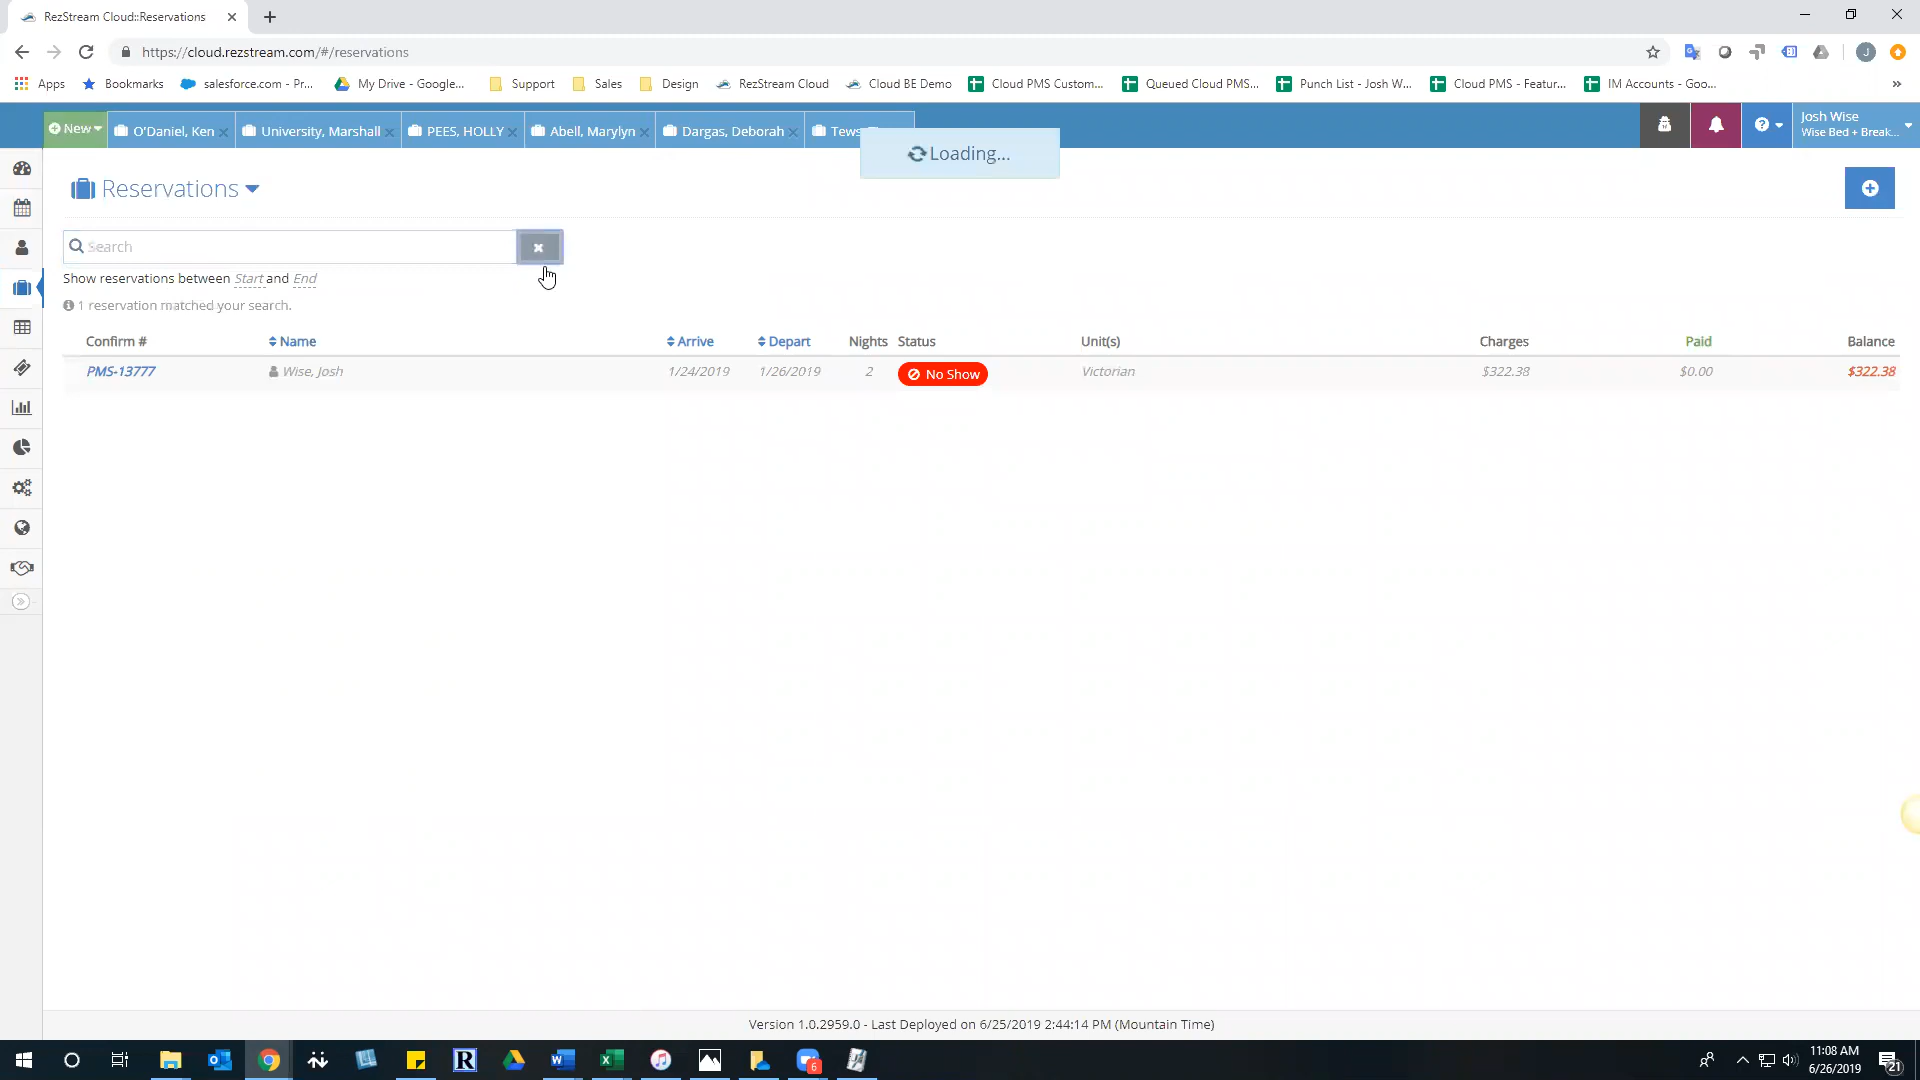 RezStream Cloud::Reservations
https://cloud.rezstream.com/#/reservations
Apps Bookmarks salesforce.com - Pr... My Drive - Google... Support Sales Design RezStream Cloud Cloud BE Demo Cloud PMS Custom... Queued Cloud PMS... Punch List - Josh W... Cloud PMS - Featur... IM Accounts - Goo... »
New O'Daniel, Ken University, Marshall PEES, HOLLY Abell, Marylyn Dargas, Deborah Tews,
Josh Wise
Wise Bed + Break...
Loading...
Reservations
Search
Show reservations between Start and End
1 reservation matched your search.
Confirm # Name Arrive Depart Nights Status Unit(s) Charges Paid Balance
PMS-13777 Wise, Josh 1/24/2019 1/26/2019 2 No Show Victorian $322.38 $0.00 $322.38
Version 1.0.2959.0 - Last Deployed on 6/25/2019 2:44:14 PM (Mountain Time)
11:08 AM
6/26/2019
6
21